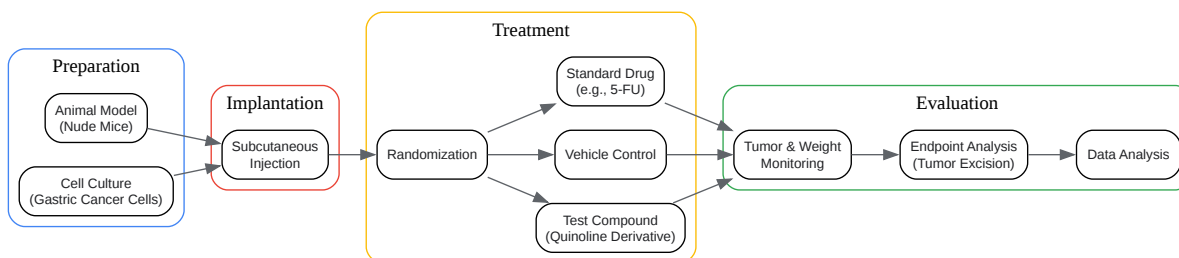 Preparation
Animal Model
(Nude Mice)
Cell Culture
(Gastric Cancer Cells)
Implantation
Subcutaneous
Injection
Treatment
Randomization
Standard Drug
(e.g., 5-FU)
Vehicle Control
Test Compound
(Quinoline Derivative)
Evaluation
Tumor & Weight
Monitoring
Endpoint Analysis
(Tumor Excision)
Data Analysis